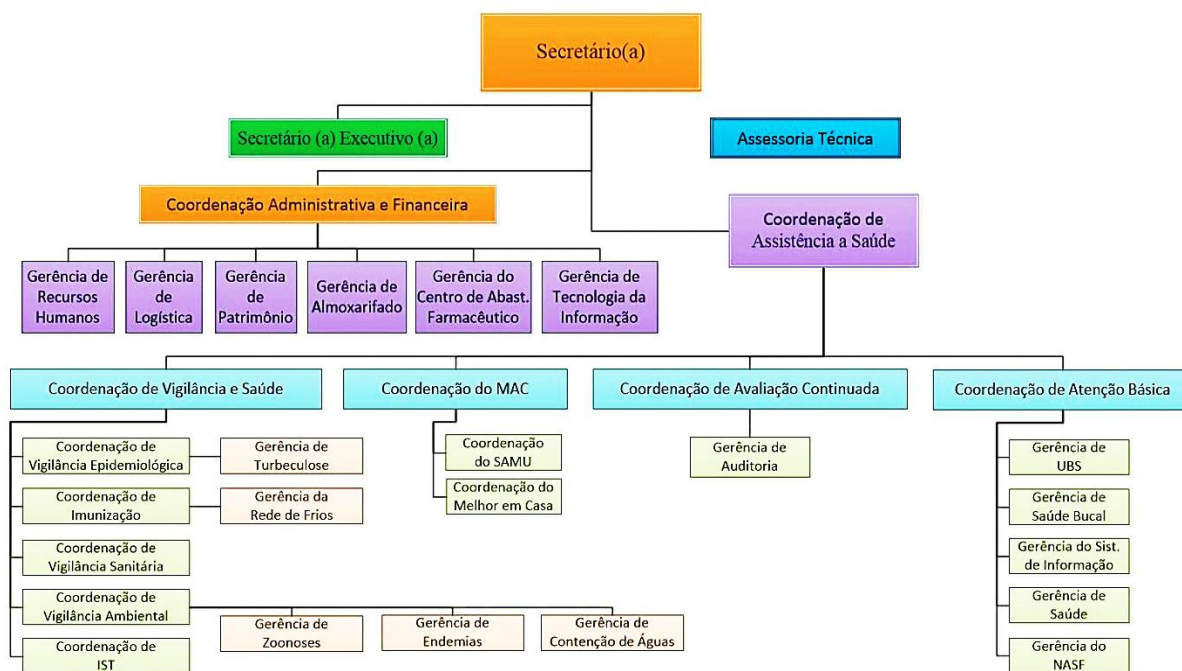 Secretário(a)
Secretário (a) Executivo (a)
Assessoria Técnica
Coordenação Administrativa e Financeira
Coordenação de
Assistência a Saúde
Gerência de
Recursos
Humanos
Gerência
de
Logística
Gerência
de
Patrimônio
Gerência de
Almoxarifado
Gerência do
Centro de Abast.
Farmacêutico
Gerência de
Tecnologia da
Informação
Coordenação de Vigilância e Saúde
Coordenação do MAC
Coordenação de Avaliação Continuada
Coordenação de Atenção Básica
Coordenação de
Vigilância Epidemiológica
Gerência de
Turbeculose
Coordenação de
Imunização
Gerência da
Rede de Frios
Coordenação de
Vigilância Sanitária
Coordenação de
Vigilância Ambiental
Gerência de
Zoonoses
Gerência de
Endemias
Gerência de
Contenção de Águas
Coordenação de
IST
Coordenação
do SAMU
Coordenação do
Melhor em Casa
Gerência de
Auditoria
Gerência de
UBS
Gerência de
Saúde Bucal
Gerência do Sist.
de Informação
Gerência de
Saúde
Gerência do
NASF